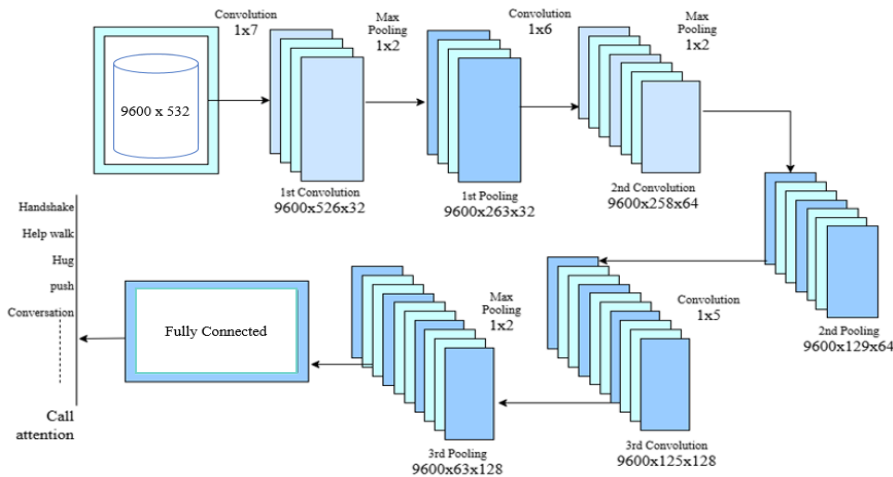 Convolution
1x7
Max
Pooling
1x2
Convolution
1x6
Max
Pooling
1x2
9600 x 532
1st Convolution
9600x526x32
1st Pooling
9600x263x32
2nd Convolution
9600x258x64
Handshake
Help walk
Hug
push
Conversation
Call
attention
Fully Connected
Max
Pooling
1x2
Convolution
1x5
2nd Pooling
9600x129x64
3rd Pooling
9600x63x128
3rd Convolution
9600x125x128